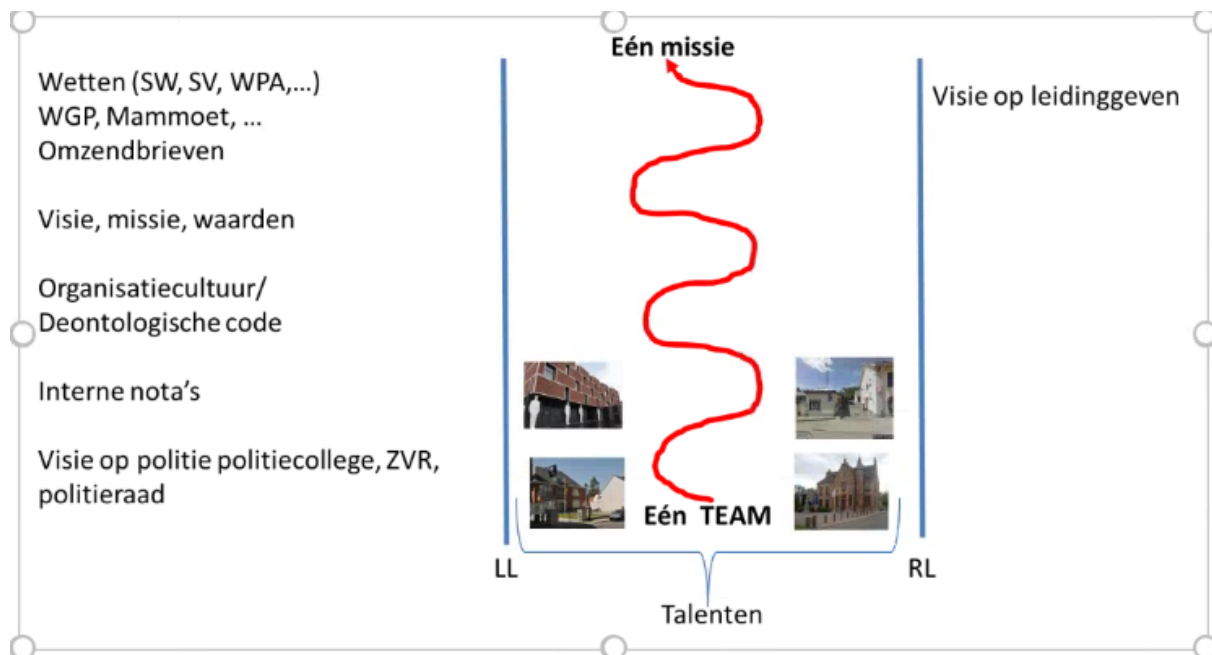 Eén missie
Wetten (SW, SV, WPA,...)
WGP, Mammoet, ...
Omzendbrieven
Visie, missie, waarden
Organisatiecultuur/
Deontologische code
Interne nota's
Visie op politie politiecollege, ZVR,
politieraad
Visie op leidinggeven
Eén TEAM
LL
RL
Talenten